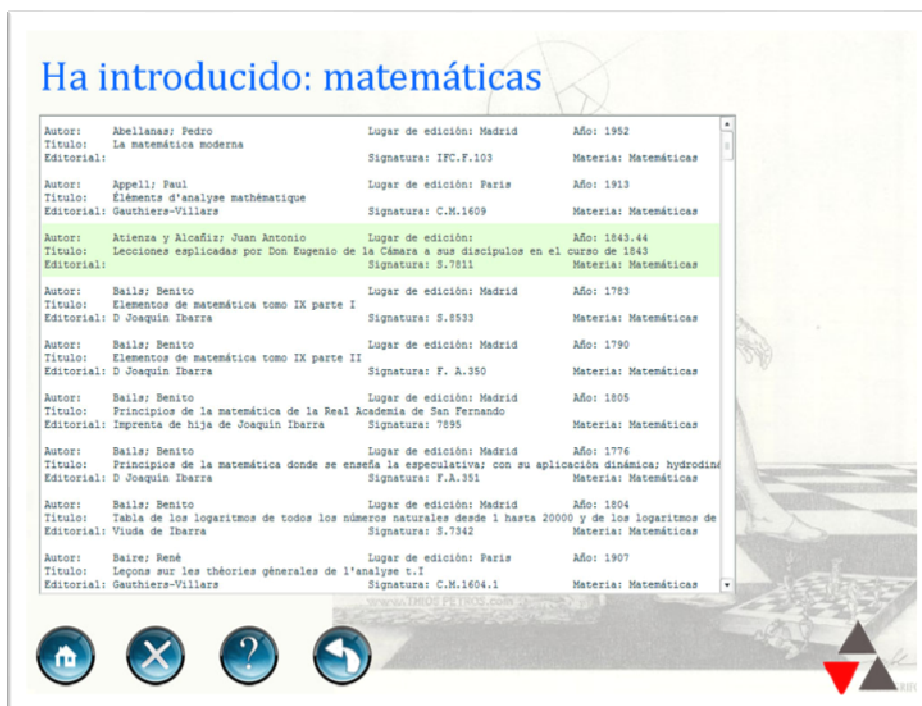 Ha introducido: matemáticas
Autor: Abellanas; Pedro Lugar de edición: Madrid Año: 1952
Título: La matemática moderna
Editorial: Signatura: IFC.F.103 Materia: Matemáticas
Autor: Appell; Paul Lugar de edición: Paris Año: 1913
Título: Éléments d'analyse mathématique
Editorial: Gauthiers-Villars Signatura: C.M.1609 Materia: Matemáticas
Autor: Atienza y Alcañiz; Juan Antonio Lugar de edición: Año: 1843.44
Título: Lecciones esplicadas por Don Eugenio de la Cámara a sus discípulos en el curso de 1843
Editorial: Signatura: S.7811 Materia: Matemáticas
Autor: Bails; Benito Lugar de edición: Madrid Año: 1783
Título: Elementos de matemática tomo IX parte I
Editorial: D Joaquín Ibarra Signatura: S.8533 Materia: Matemáticas
Autor: Bails; Benito Lugar de edición: Madrid Año: 1790
Título: Elementos de matemática tomo IX parte II
Editorial: D Joaquín Ibarra Signatura: F. A.350 Materia: Matemáticas
Autor: Bails; Benito Lugar de edición: Madrid Año: 1805
Título: Principios de la matemática de la Real Academia de San Fernando
Editorial: Imprenta de hija de Joaquín Ibarra Signatura: 7895 Materia: Matemáticas
Autor: Bails; Benito Lugar de edición: Madrid Año: 1776
Título: Principios de la matemática donde se enseña la especulativa; con su aplicación dinámica; hydrodiná
Editorial: D Joaquín Ibarra Signatura: F.A.351 Materia: Matemáticas
Autor: Bails; Benito Lugar de edición: Madrid Año: 1804
Título: Tabla de los logaritmos de todos los números naturales desde 1 hasta 20000 y de los logaritmos de
Editorial: Viuda de Ibarra Signatura: S.7342 Materia: Matemáticas
Autor: Baire; René Lugar de edición: Paris Año: 1907
Título: Leçons sur les théories génerales de l'analyse t.I
Editorial: Gauthiers-Villars Signatura: C.M.1604.1 Materia: Matemáticas